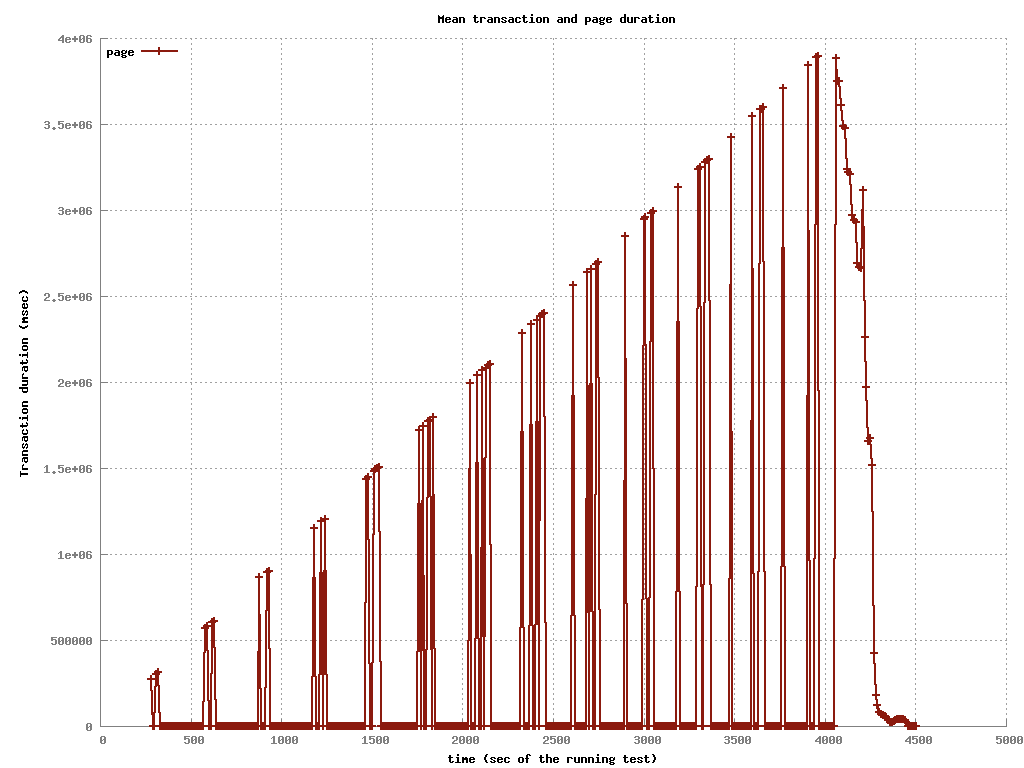 Mean transaction and page duration
4e+06
page
3.5e+06
3e+06
2.5e+06
2e+06
1.5e+06
1e+06
500000
0
Transaction duration (msec)
0 500 1000 1500 2000 2500 3000 3500 4000 4500 5000
time (sec of the running test)